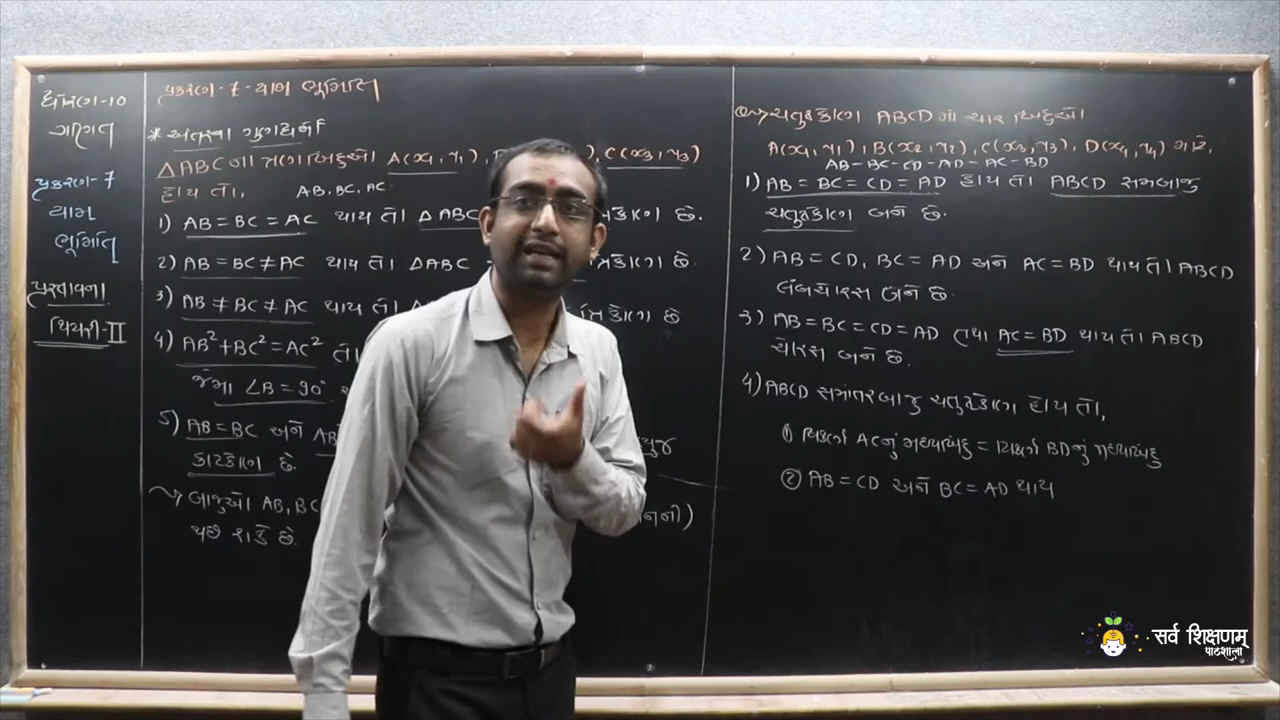 ધોરણ-10
ગણિત
પ્રકરણ-7
યામ
ભૂમિતિ
પ્રસ્તાવના
થિયરી-II
પ્રકરણ-7-યામ ભૂમિતિ
* અંતરના ગુણધર્મો
△ABC ના ત્રણ બિંદુઓ A(x₁,y₁), B ), C(x₃,y₃)
હોય તો, AB, BC, AC.
1) AB = BC = AC થાય તો △ABC કોણ છે.
2) AB = BC ≠ AC થાય તો △ABC ત્રિકોણ છે.
3) AB ≠ BC ≠ AC થાય તો ત્રિકોણ છે
4) AB² + BC² = AC² તો
જેમાં ∠B = 90°
5) AB = BC અને AB ભુજ
કાટકોણ છે.
બાજુઓ AB, BC
થઈ શકે છે.
ચતુષ્કોણ ABCD માં ચાર બિંદુઓ
A(x₁,y₁), B(x₂,y₂), C(x₃,y₃), D(x₄,y₄) માટે,
AB-BC-CD-AD-AC-BD
1) AB = BC = CD = AD હોય તો ABCD સમબાજુ
ચતુષ્કોણ બને છે.
2) AB = CD, BC = AD અને AC = BD થાય તો ABCD
લંબચોરસ બને છે.
3) AB = BC = CD = AD તથા AC = BD થાય તો ABCD
ચોરસ બને છે.
4) ABCD સમાંતરબાજુ ચતુષ્કોણ હોય તો,
① વિકર્ણ AC નું મધ્યબિંદુ = વિકર્ણ BD નું મધ્યબિંદુ
② AB = CD અને BC = AD થાય
सर्व शिक्षणम्
પાઠશાળા